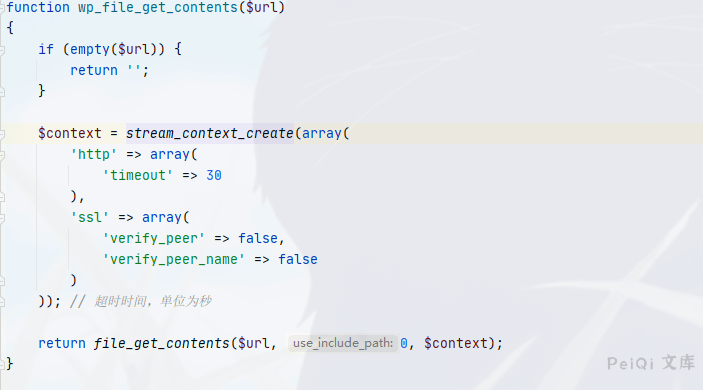 function wp_file_get_contents($url)
{
    if (empty($url)) {
        return '';
    }
    $context = stream_context_create(array(
        'http' => array(
            'timeout' => 30
        ),
        'ssl' => array(
            'verify_peer' => false,
            'verify_peer_name' => false
        )
    )); // 超时时间，单位为秒
    return file_get_contents($url, use_include_path: 0, $context);
}
PeiQi 文库